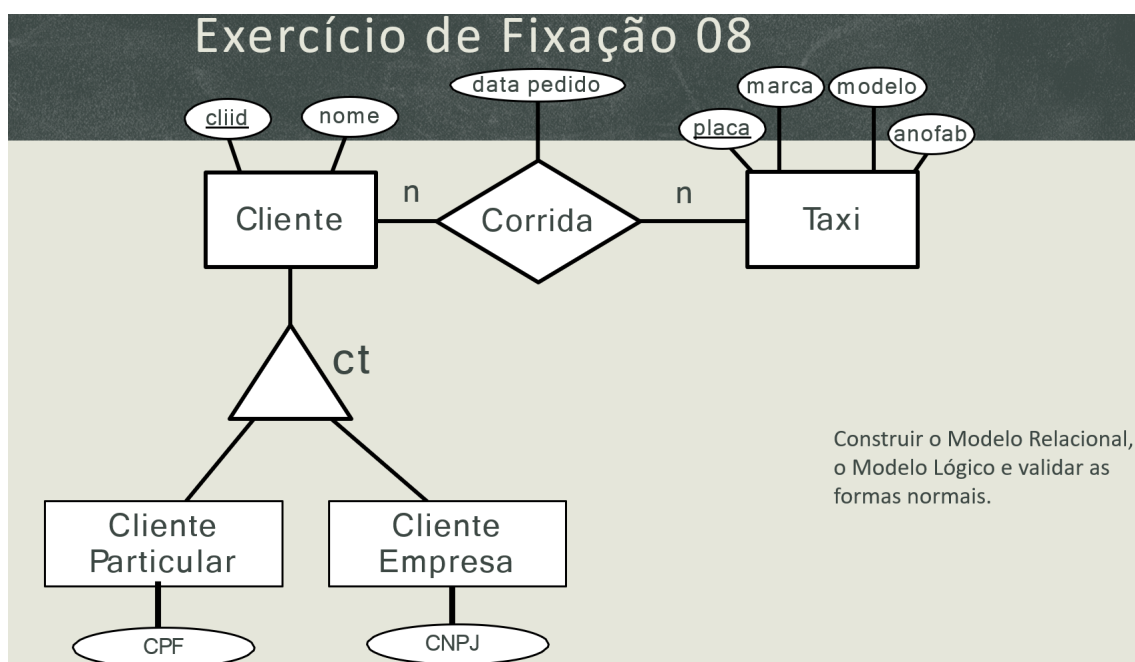 Exercício de Fixação 08
data pedido
marca
modelo
cliid
nome
placa
anofab
n
n
Cliente
Corrida
Taxi
ct
Construir o Modelo Relacional,
o Modelo Lógico e validar as
formas normais.
Cliente
Particular
Cliente
Empresa
CPF
CNPJ